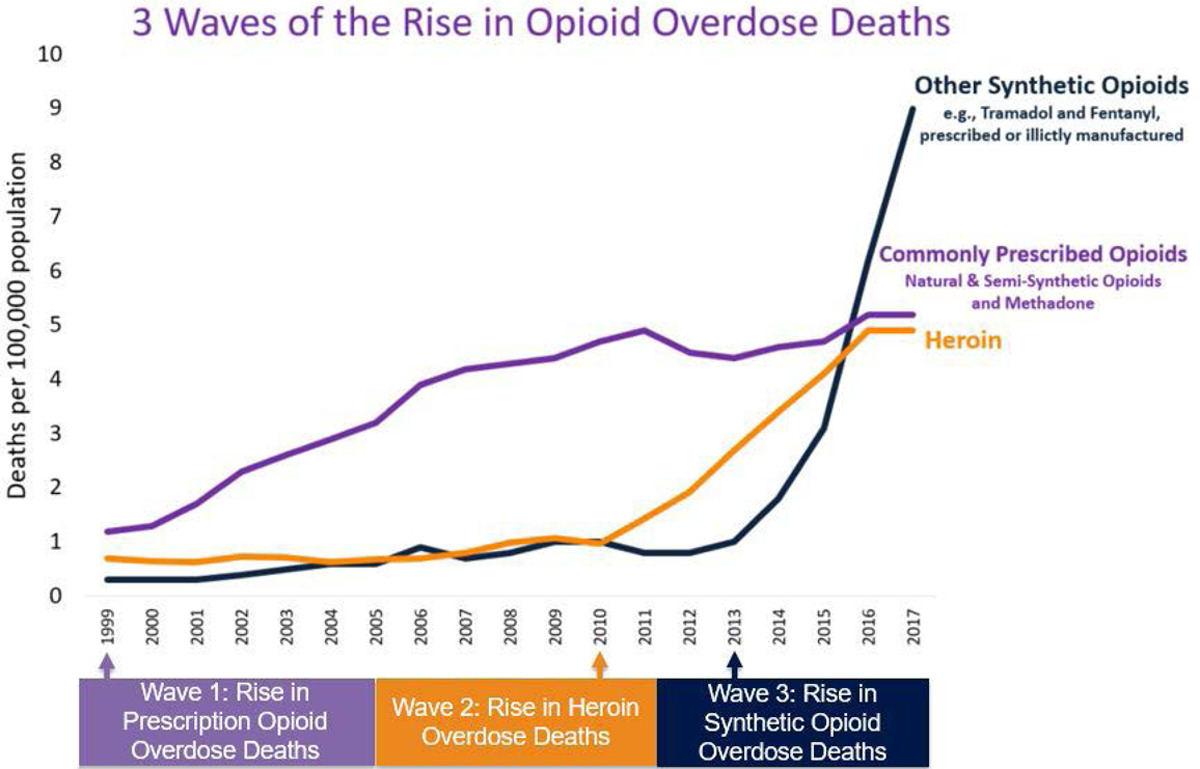 3 Waves of the Rise in Opioid Overdose Deaths
Deaths per 100,000 population
10
9
8
7
6
5
4
3
2
1
0
Other Synthetic Opioids
e.g., Tramadol and Fentanyl,
prescribed or illictly manufactured
Commonly Prescribed Opioids
Natural & Semi-Synthetic Opioids
and Methadone
Heroin
1999
2000
2001
2002
2003
2004
2005
2006
2007
2008
2009
2010
2011
2012
2013
2014
2015
2016
2017
Wave 1: Rise in
Prescription Opioid
Overdose Deaths
Wave 2: Rise in Heroin
Overdose Deaths
Wave 3: Rise in
Synthetic Opioid
Overdose Deaths